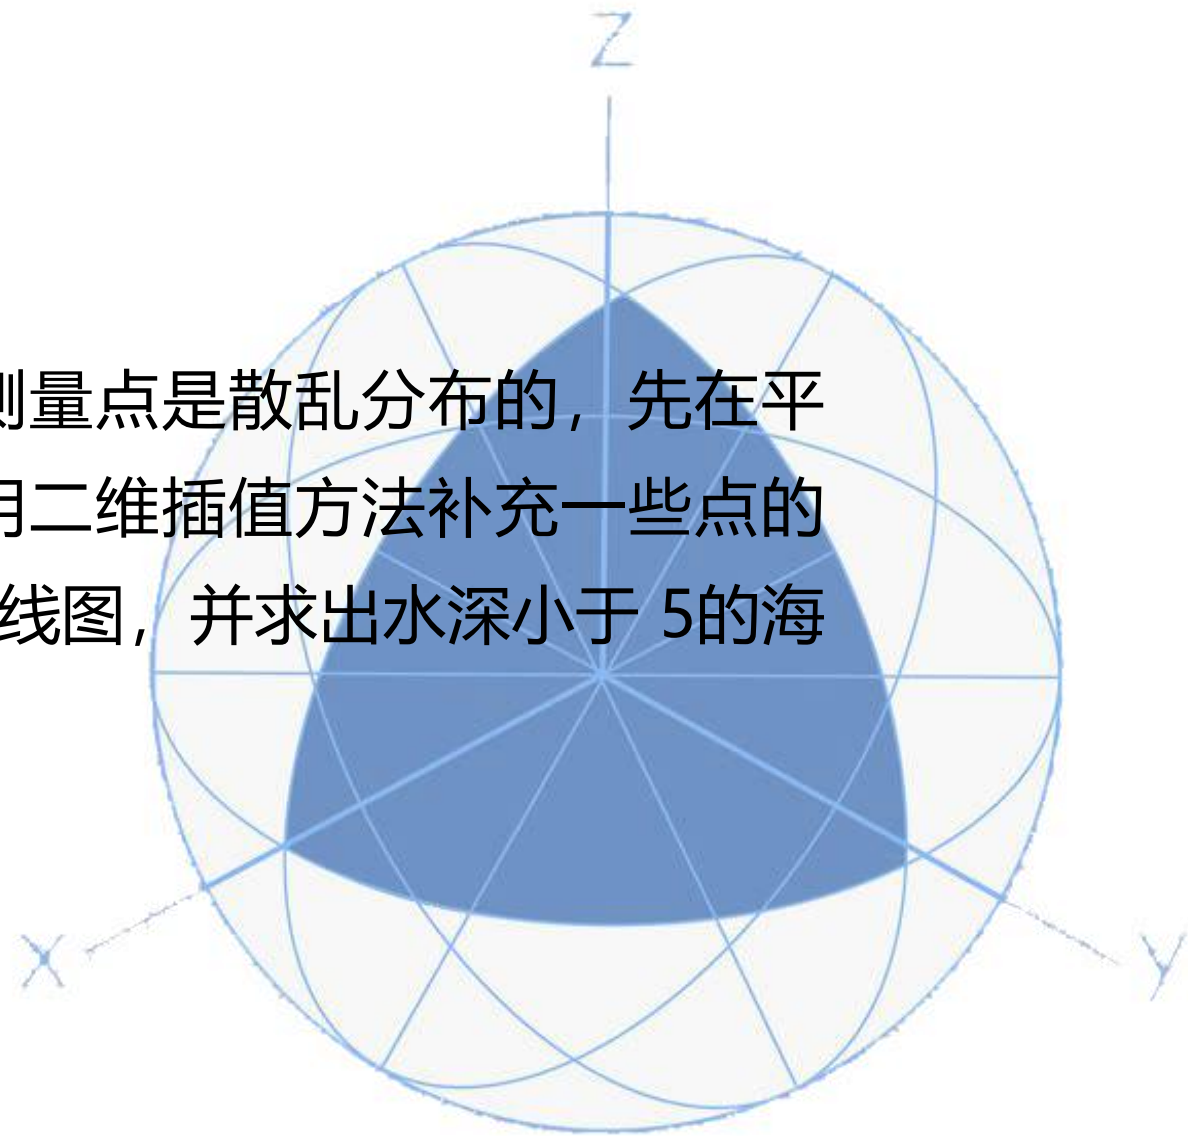 Z
测量点是散乱分布的，先在平
用二维插值方法补充一些点的
线图，并求出水深小于 5的海
X
Y